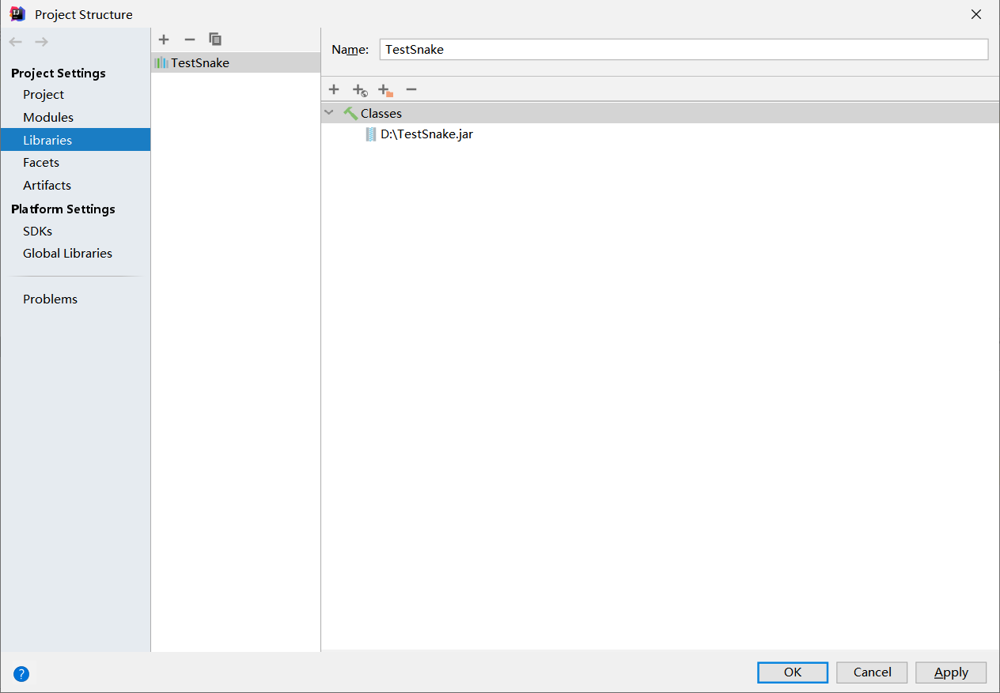 Project Structure
Project Settings
Project
Modules
Libraries
Facets
Artifacts
Platform Settings
SDKs
Global Libraries
Problems
TestSnake
Name: TestSnake
Classes
D:\TestSnake.jar
?
OK Cancel Apply